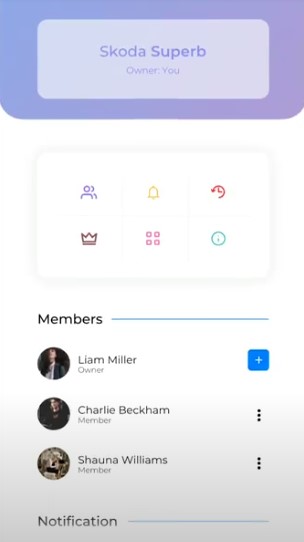 Skoda Superb
Owner: You
Members
Liam Miller
Owner
Charlie Beckham
Member
Shauna Williams
Member
Notification